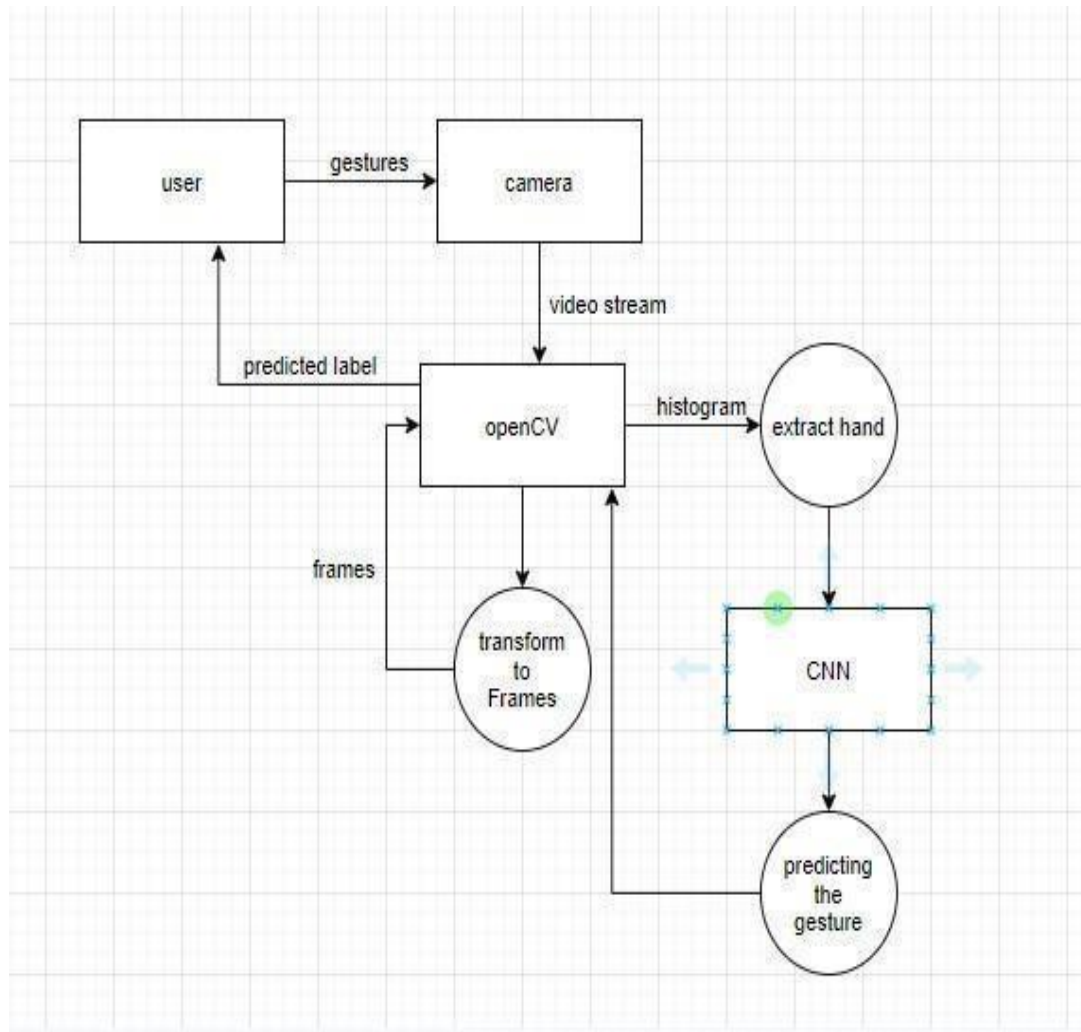 gestures
user
camera
video stream
predicted label
histogram
openCV
extract hand
frames
transform
to
Frames
CNN
predicting
the
gesture